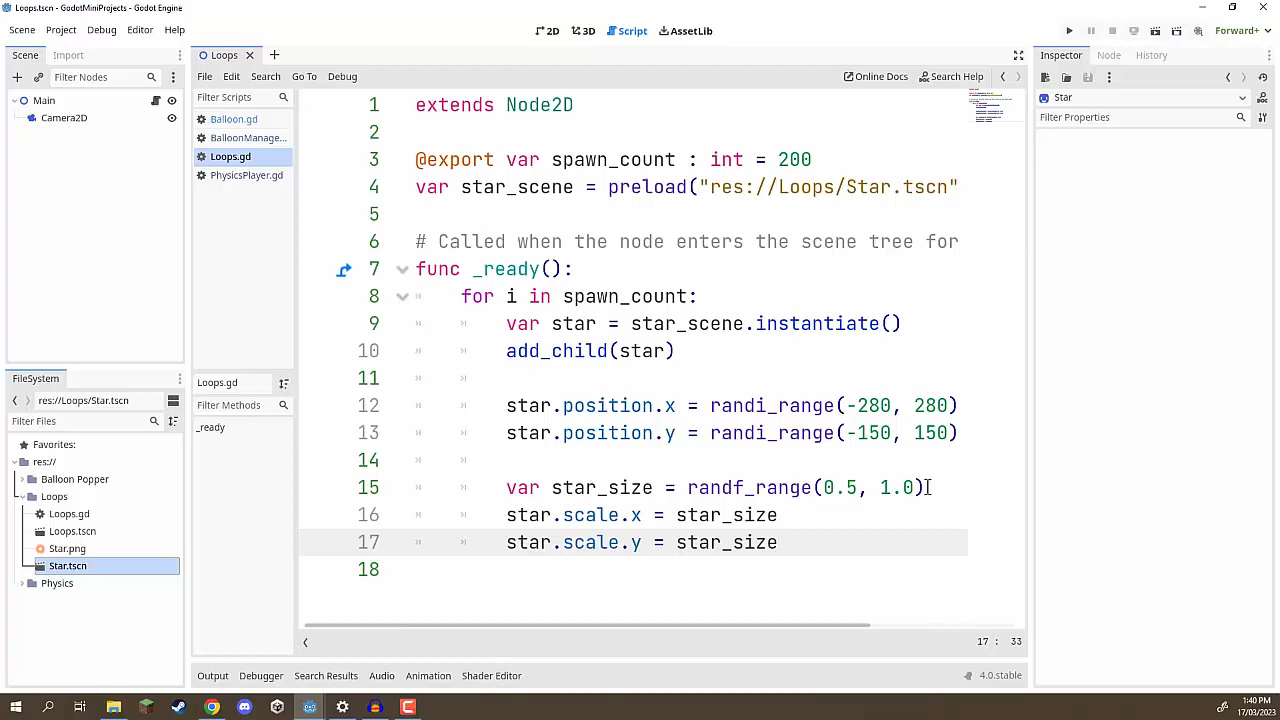 Loops.tscn - GodotMiniProjects - Godot Engine
Scene Project Debug Editor Help
2D 3D Script AssetLib
Forward+
Scene Import
Filter Nodes
Main
Camera2D
FileSystem
res://Loops/Star.tscn
Filter Files
Favorites:
res://
Balloon Popper
Loops
Loops.gd
Loops.tscn
Star.png
Star.tscn
Physics
Loops
File Edit Search Go To Debug
Online Docs Search Help
Filter Scripts
Balloon.gd
BalloonManage...
Loops.gd
PhysicsPlayer.gd
Loops.gd
Filter Methods
_ready
1 extends Node2D
2
3 @export var spawn_count : int = 200
4 var star_scene = preload("res://Loops/Star.tscn"
5
6 # Called when the node enters the scene tree for
7 func _ready():
8 for i in spawn_count:
9 var star = star_scene.instantiate()
10 add_child(star)
11
12 star.position.x = randi_range(-280, 280)
13 star.position.y = randi_range(-150, 150)
14
15 var star_size = randf_range(0.5, 1.0)
16 star.scale.x = star_size
17 star.scale.y = star_size
18
17 : 33
Output Debugger Search Results Audio Animation Shader Editor
4.0.stable
Inspector Node History
Star
Filter Properties
1:40 PM
17/03/2023